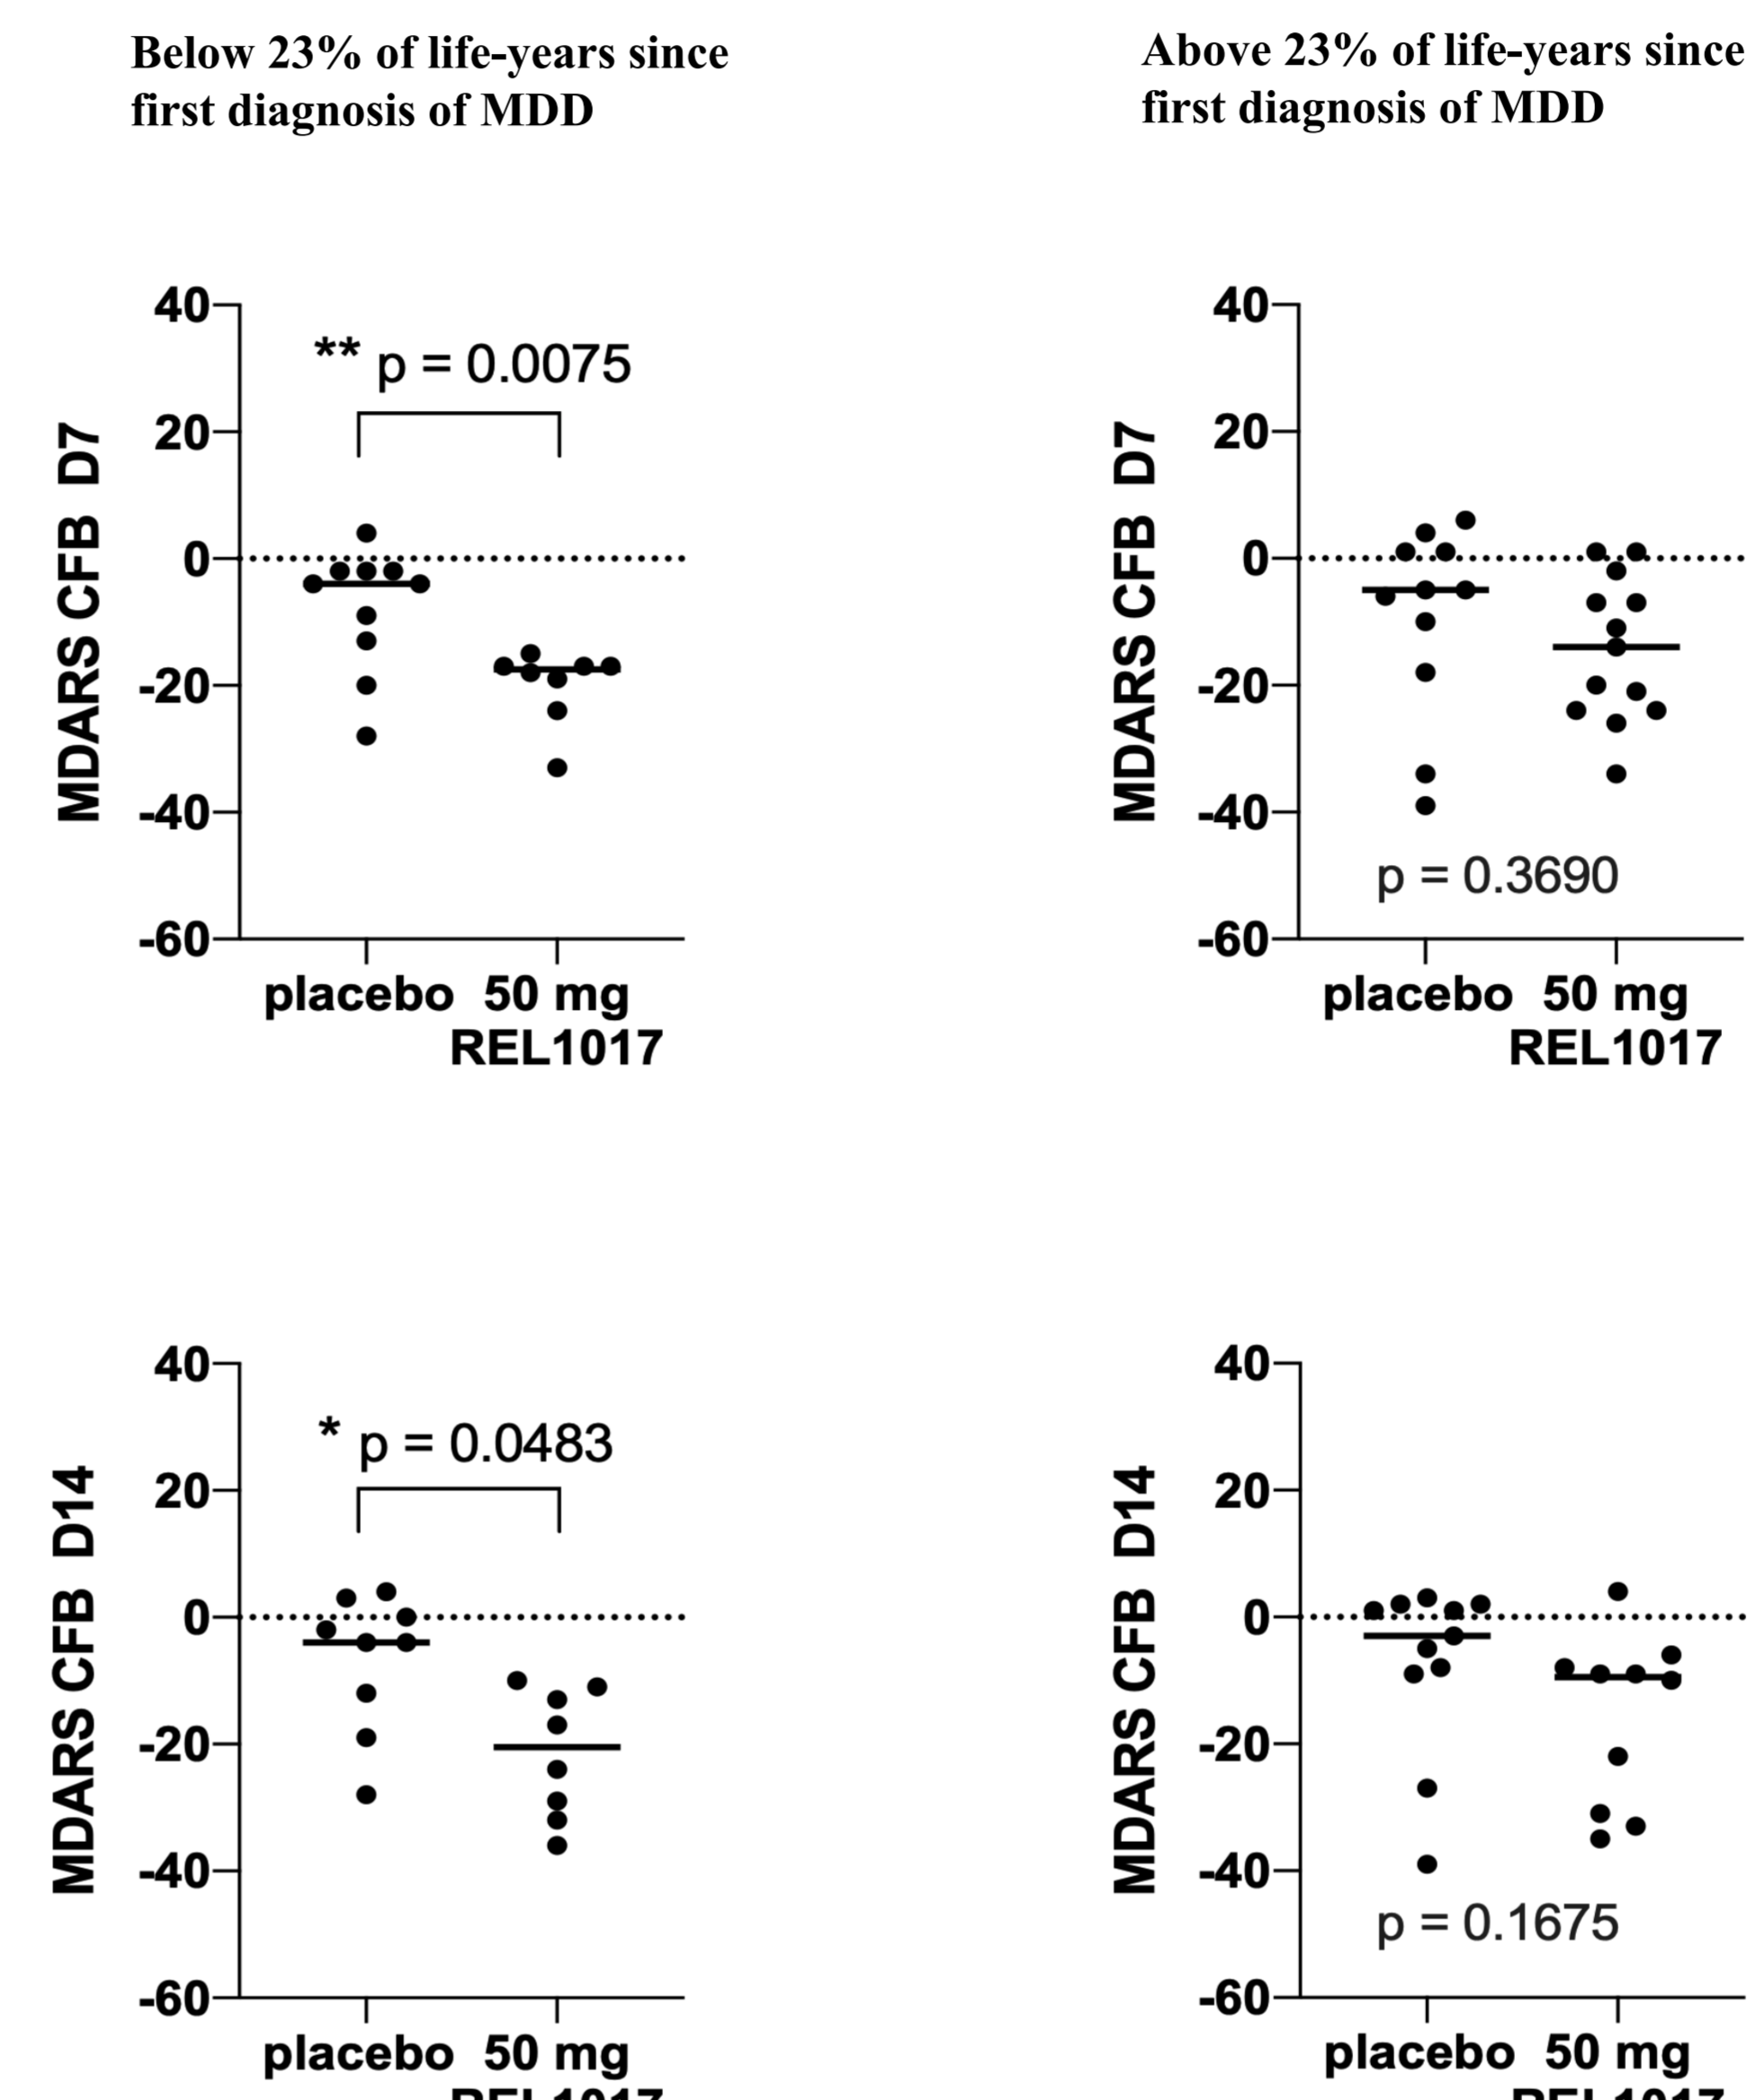 Below 23% of life-years since
first diagnosis of MDD
Above 23% of life-years since
first diagnosis of MDD
MDARS CFB D7
40
20
0
-20
-40
-60
** p = 0.0075
placebo 50 mg
REL1017
MDARS CFB D7
40
20
0
-20
-40
-60
p = 0.3690
placebo 50 mg
REL1017
MDARS CFB D14
40
20
0
-20
-40
-60
* p = 0.0483
placebo 50 mg
REL1017
MDARS CFB D14
40
20
0
-20
-40
-60
p = 0.1675
placebo 50 mg
REL1017